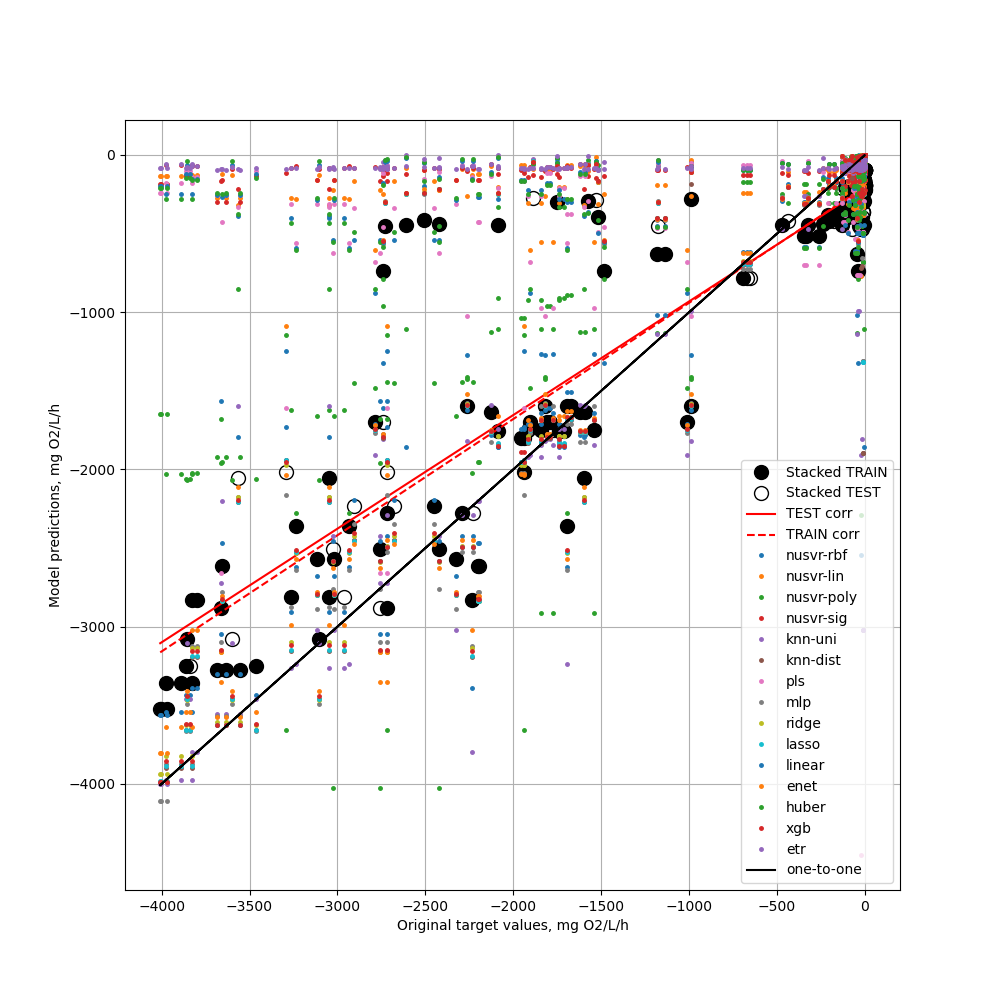 0
−1000
−2000
−3000
−4000
Model predictions, mg O2/L/h
Stacked TRAIN
Stacked TEST
TEST corr
TRAIN corr
nusvr-rbf
nusvr-lin
nusvr-poly
nusvr-sig
knn-uni
knn-dist
pls
mlp
ridge
lasso
linear
enet
huber
xgb
etr
one-to-one
−4000 −3500 −3000 −2500 −2000 −1500 −1000 −500 0
Original target values, mg O2/L/h